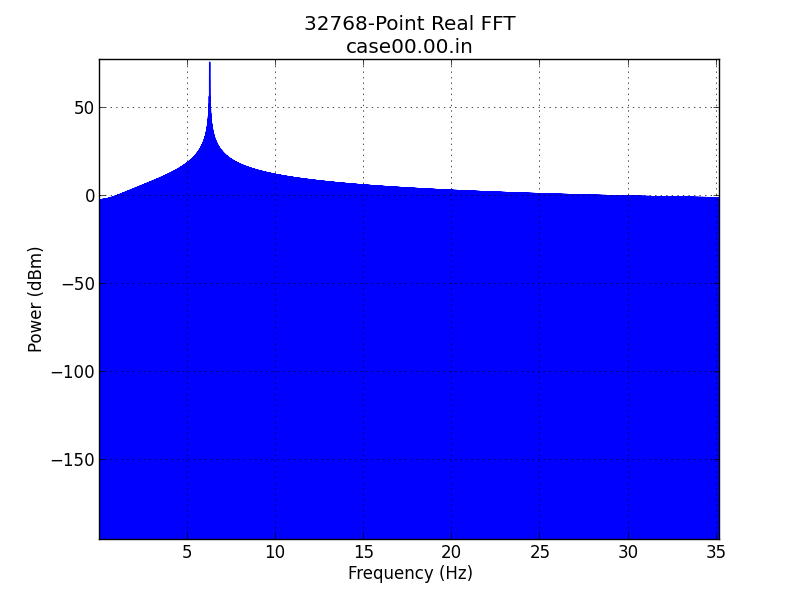 32768-Point Real FFT
case00.00.in
Power (dBm)
50
0
−50
−100
−150
5 10 15 20 25 30 35
Frequency (Hz)